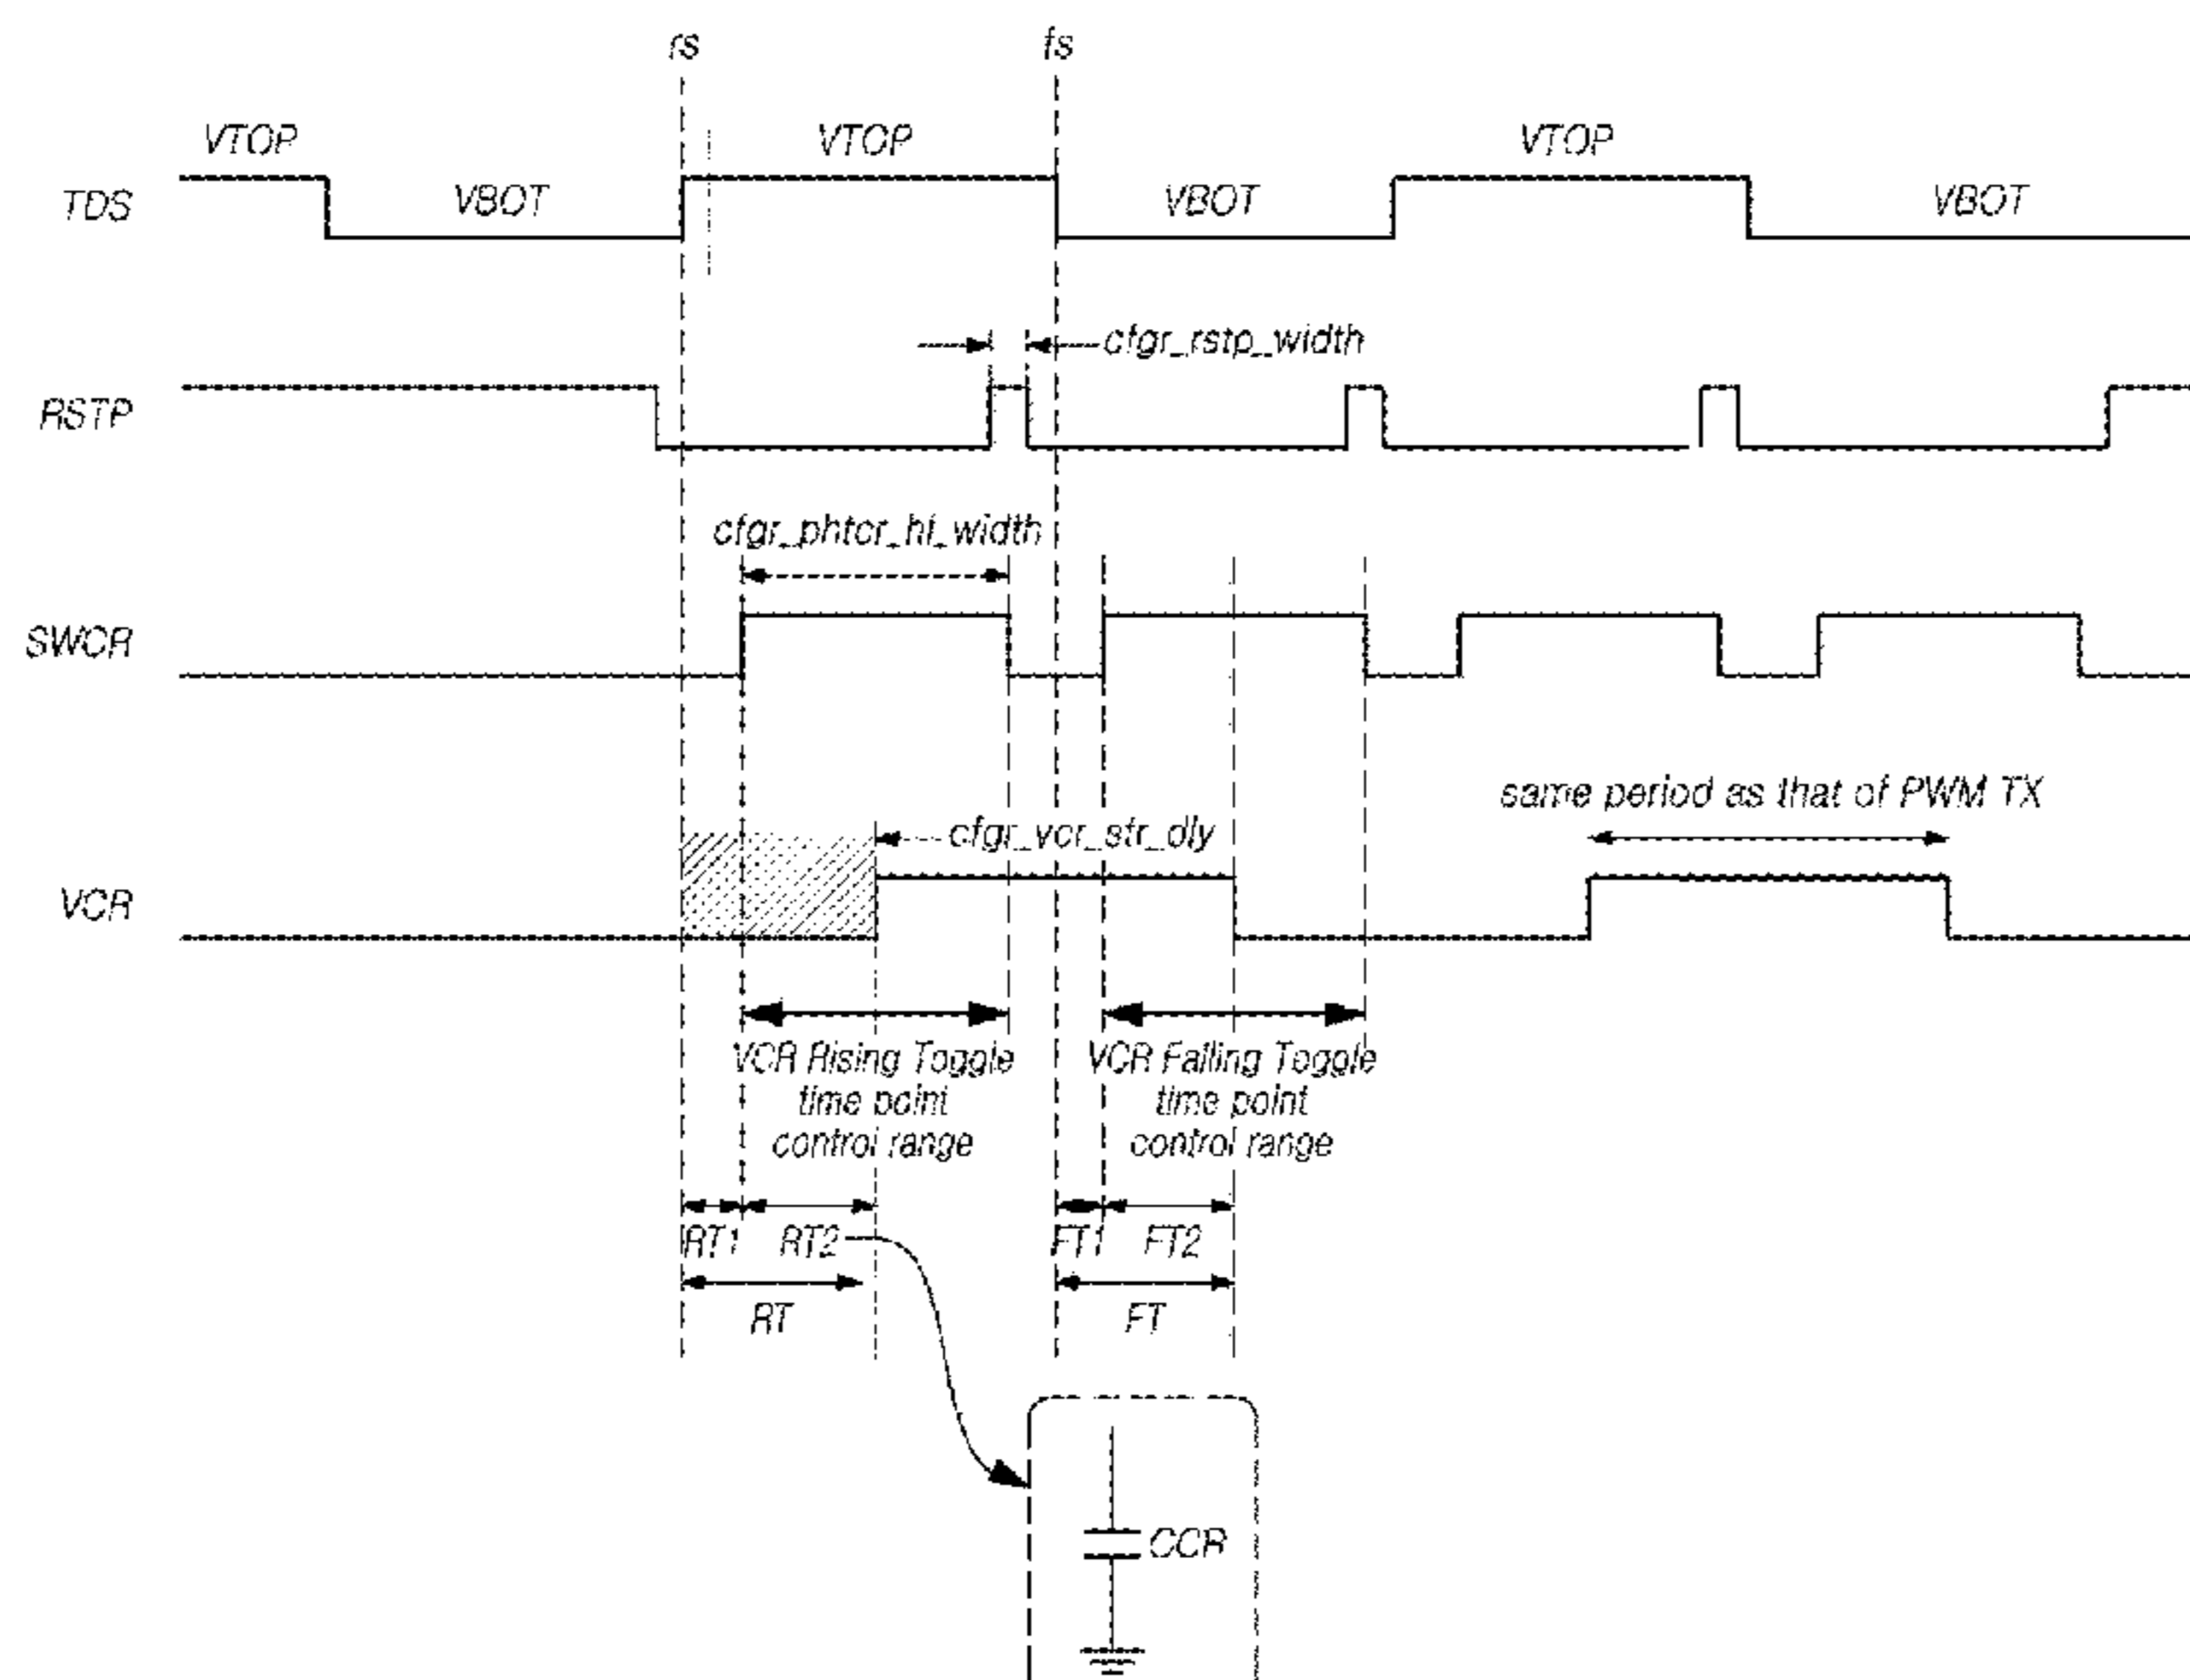 rs
fs
VTOP
VTOP
VTOP
TDS
VBOT
VBOT
VBOT
cfgr_rstp_width
RSTP
cfgr_phtcr_hi_width
SWCR
same period as that of PWM TX
cfgr_vcr_str_dly
VCR
VCR Rising Toggle
time point
control range
VCR Falling Toggle
time point
control range
RT1
RT2
FT1
FT2
RT
FT
CCR